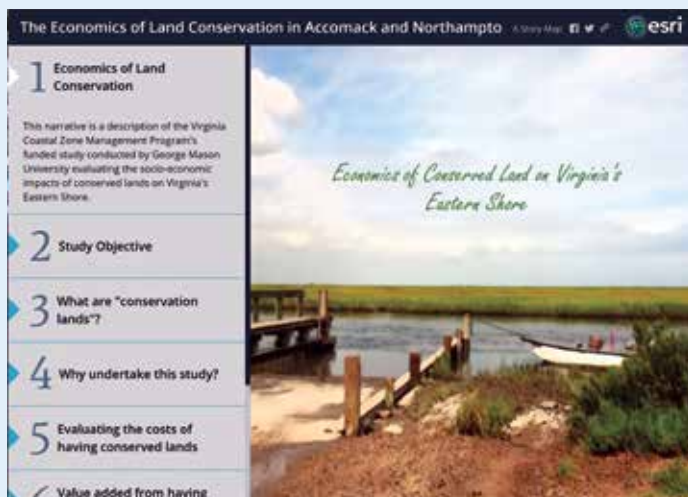 The Economics of Land Conservation in Accomack and Northampto
A Story Map
esri
1
Economics of Land
Conservation
This narrative is a description of the Virginia
Coastal Zone Management Program's
funded study conducted by George Mason
University evaluating the socio-economic
impacts of conserved lands on Virginia's
Eastern Shore.
2
Study Objective
3
What are "conservation
lands"?
4
Why undertake this study?
5
Evaluating the costs of
having conserved lands
Value added from having
Economics of Conserved Land on Virginia's
Eastern Shore